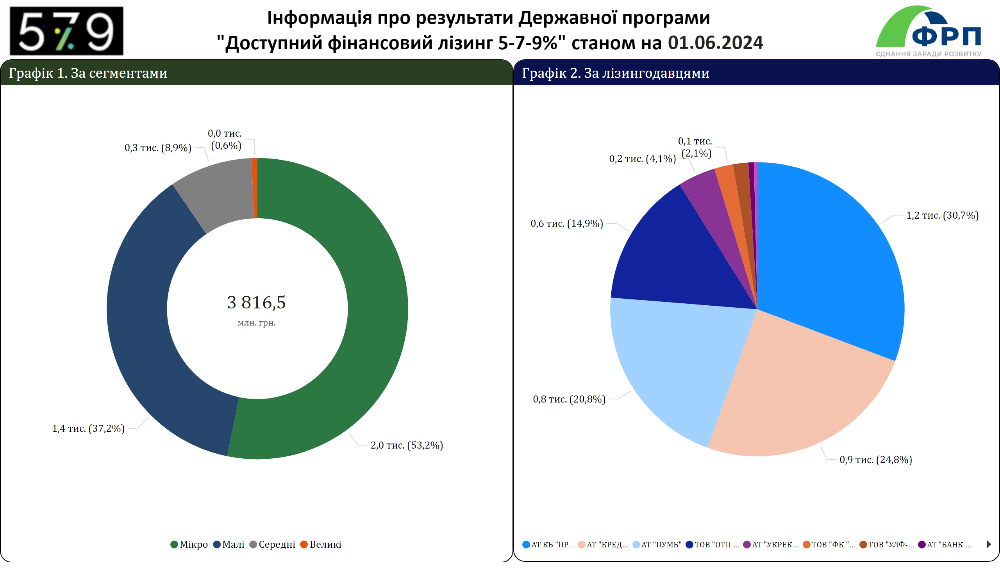 579
Інформація про результати Державної програми
"Доступний фінансовий лізинг 5-7-9%" станом на 01.06.2024
ФРП
ЄДНАННЯ ЗАРАДИ РОЗВИТКУ
Графік 1. За сегментами
0,0 тис.
(0,6%)
0,3 тис. (8,9%)
3 816,5
млн. грн.
1,4 тис. (37,2%)
2,0 тис. (53,2%)
Мікро Малі Середні Великі
Графік 2. За лізингодавцями
0,1 тис.
(2,1%)
0,2 тис. (4,1%)
1,2 тис. (30,7%)
0,6 тис. (14,9%)
0,8 тис. (20,8%)
0,9 тис. (24,8%)
АТ КБ "ПР... АТ "КРЕД... АТ "ПУМБ" ТОВ "ОТП ... АТ "УКРЕК... ТОВ "ФК "... ТОВ "УЛФ-... АТ "БАНК ...